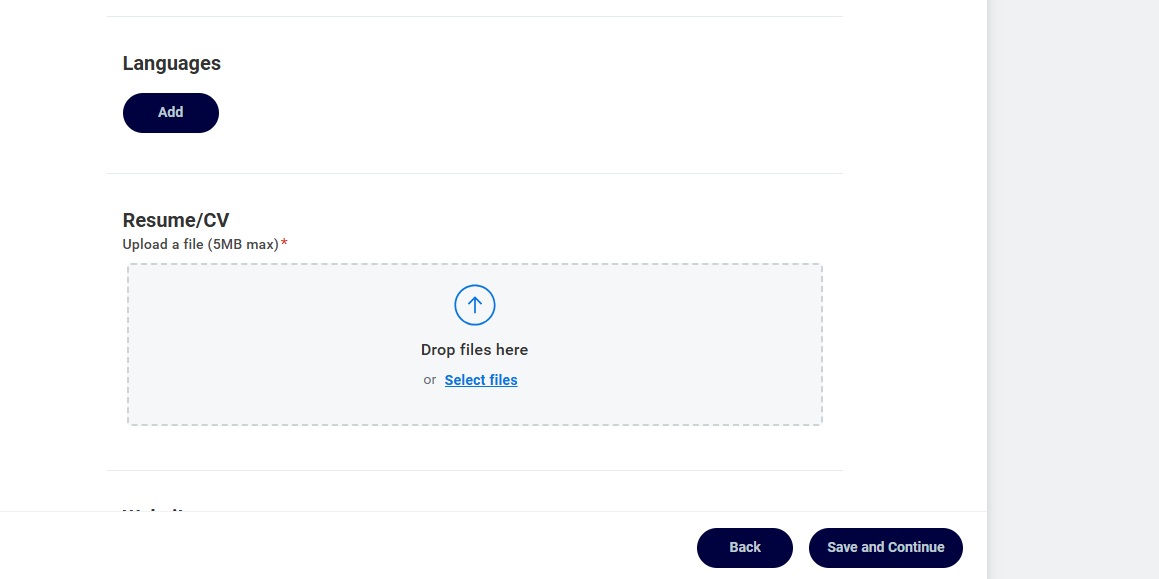 Languages
Add
Resume/CV
Upload a file (5MB max)*
Drop files here
or Select files
Back Save and Continue